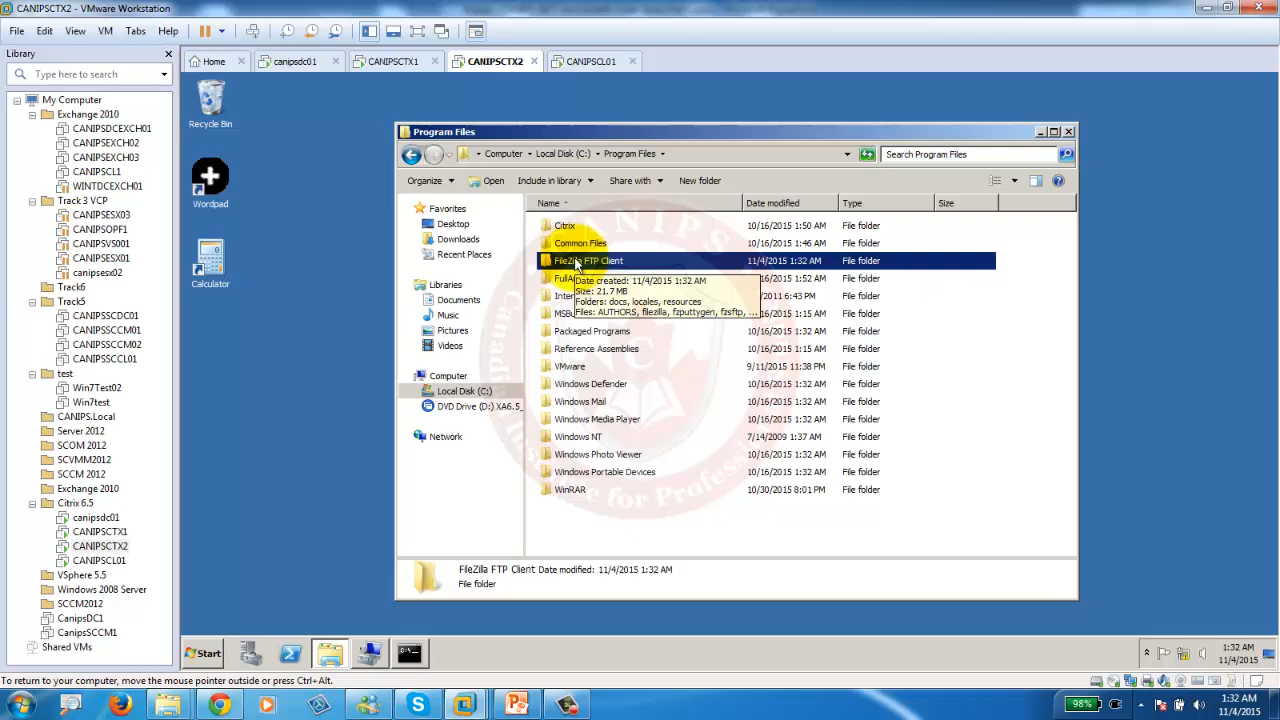 CANIPSCTX2 - VMware Workstation
File Edit View VM Tabs Help
Library
Type here to search
My Computer
Exchange 2010
CANIPSDCEXCH01
CANIPSEXCH02
CANIPSEXCH03
CANIPSCL1
WINTDCEXCH01
Track 3 VCP
CANIPSESX03
CANIPSOPF1
CANIPSVS001
CANIPSESX01
canipsesx02
Track6
Track5
CANIPSSCDC01
CANIPSSCCM01
CANIPSSCCM02
CANIPSSCCL01
test
Win7Test02
Win7test
CANIPS.Local
Server 2012
SCOM 2012
SCVMM2012
SCCM 2012
Exchange 2010
Citrix 6.5
canipsdc01
CANIPSCTX1
CANIPSCTX2
CANIPSCL01
VSphere 5.5
Windows 2008 Server
SCCM2012
CanipsDC1
CanipsSCCM1
Shared VMs
Home canipsdc01 CANIPSCTX1 CANIPSCTX2 CANIPSCL01
Recycle Bin
Wordpad
Calculator
Program Files
Computer Local Disk (C:) Program Files
Search Program Files
Organize Open Include in library Share with New folder
Favorites
Desktop
Downloads
Recent Places
Libraries
Documents
Music
Pictures
Videos
Computer
Local Disk (C:)
DVD Drive (D:) XA6.5_
Network
Name Date modified Type Size
Citrix 10/16/2015 1:50 AM File folder
Common Files 10/16/2015 1:46 AM File folder
FileZilla FTP Client 11/4/2015 1:32 AM File folder
10/16/2015 1:52 AM File folder
Inter /2011 6:43 PM File folder
MSBu 10/16/2015 1:15 AM File folder
Date created: 11/4/2015 1:32 AM
Size: 21.7 MB
Folders: docs, locales, resources
Files: AUTHORS, filezilla, fzputtygen, fzsftp, ...
Packaged Programs 10/16/2015 1:32 AM File folder
Reference Assemblies 10/16/2015 1:15 AM File folder
VMware 9/11/2015 11:38 PM File folder
Windows Defender 10/16/2015 1:32 AM File folder
Windows Mail 10/16/2015 1:32 AM File folder
Windows Media Player 10/16/2015 1:32 AM File folder
Windows NT 7/14/2009 1:37 AM File folder
Windows Photo Viewer 10/16/2015 1:32 AM File folder
Windows Portable Devices 10/16/2015 1:32 AM File folder
WinRAR 10/30/2015 8:01 PM File folder
FileZilla FTP Client Date modified: 11/4/2015 1:32 AM
File folder
Start
1:32 AM
11/4/2015
To return to your computer, move the mouse pointer outside or press Ctrl+Alt.
98%
1:32 AM
11/4/2015